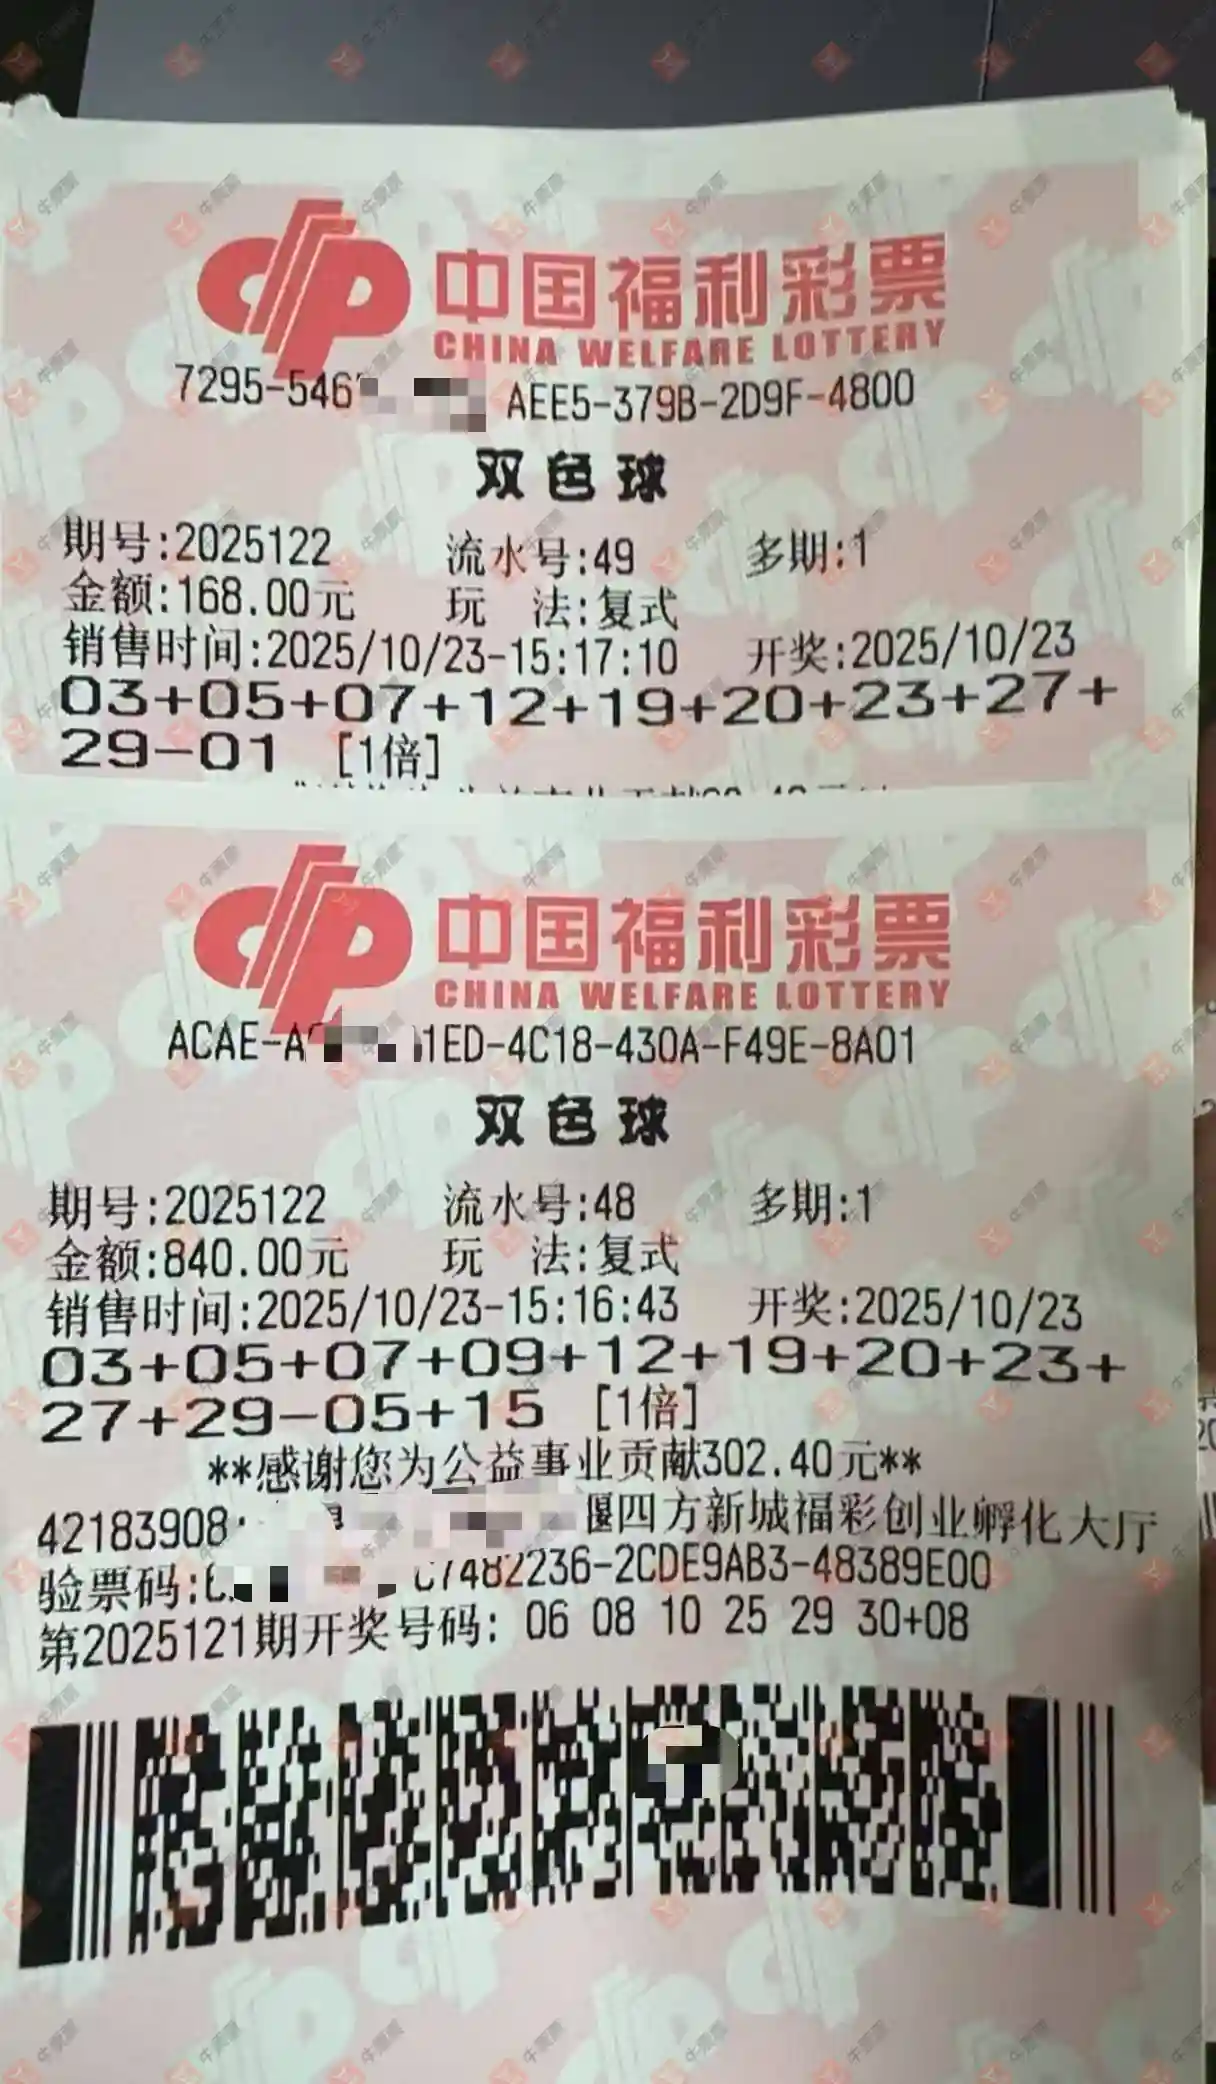 中国福利彩票
CHINA WELFARE LOTTERY
7295-546 AEE5-379B-2D9F-4800
双色球
期号:2025122 流水号:49 多期:1
金额:168.00元 玩 法:复式
销售时间:2025/10/23-15:17:10 开奖:2025/10/23
03+05+07+12+19+20+23+27+
29-01 [1倍]
中国福利彩票
CHINA WELFARE LOTTERY
ACAE-A 1ED-4C18-430A-F49E-8A01
双色球
期号:2025122 流水号:48 多期:1
金额:840.00元 玩 法:复式
销售时间:2025/10/23-15:16:43 开奖:2025/10/23
03+05+07+09+12+19+20+23+
27+29-05+15 [1倍]
**感谢您为公益事业贡献302.40元**
42183908 堰四方新城福彩创业孵化大厅
验票码: C7482236-2CDE9AB3-48389E00
第2025121期开奖号码: 06 08 10 25 29 30+08